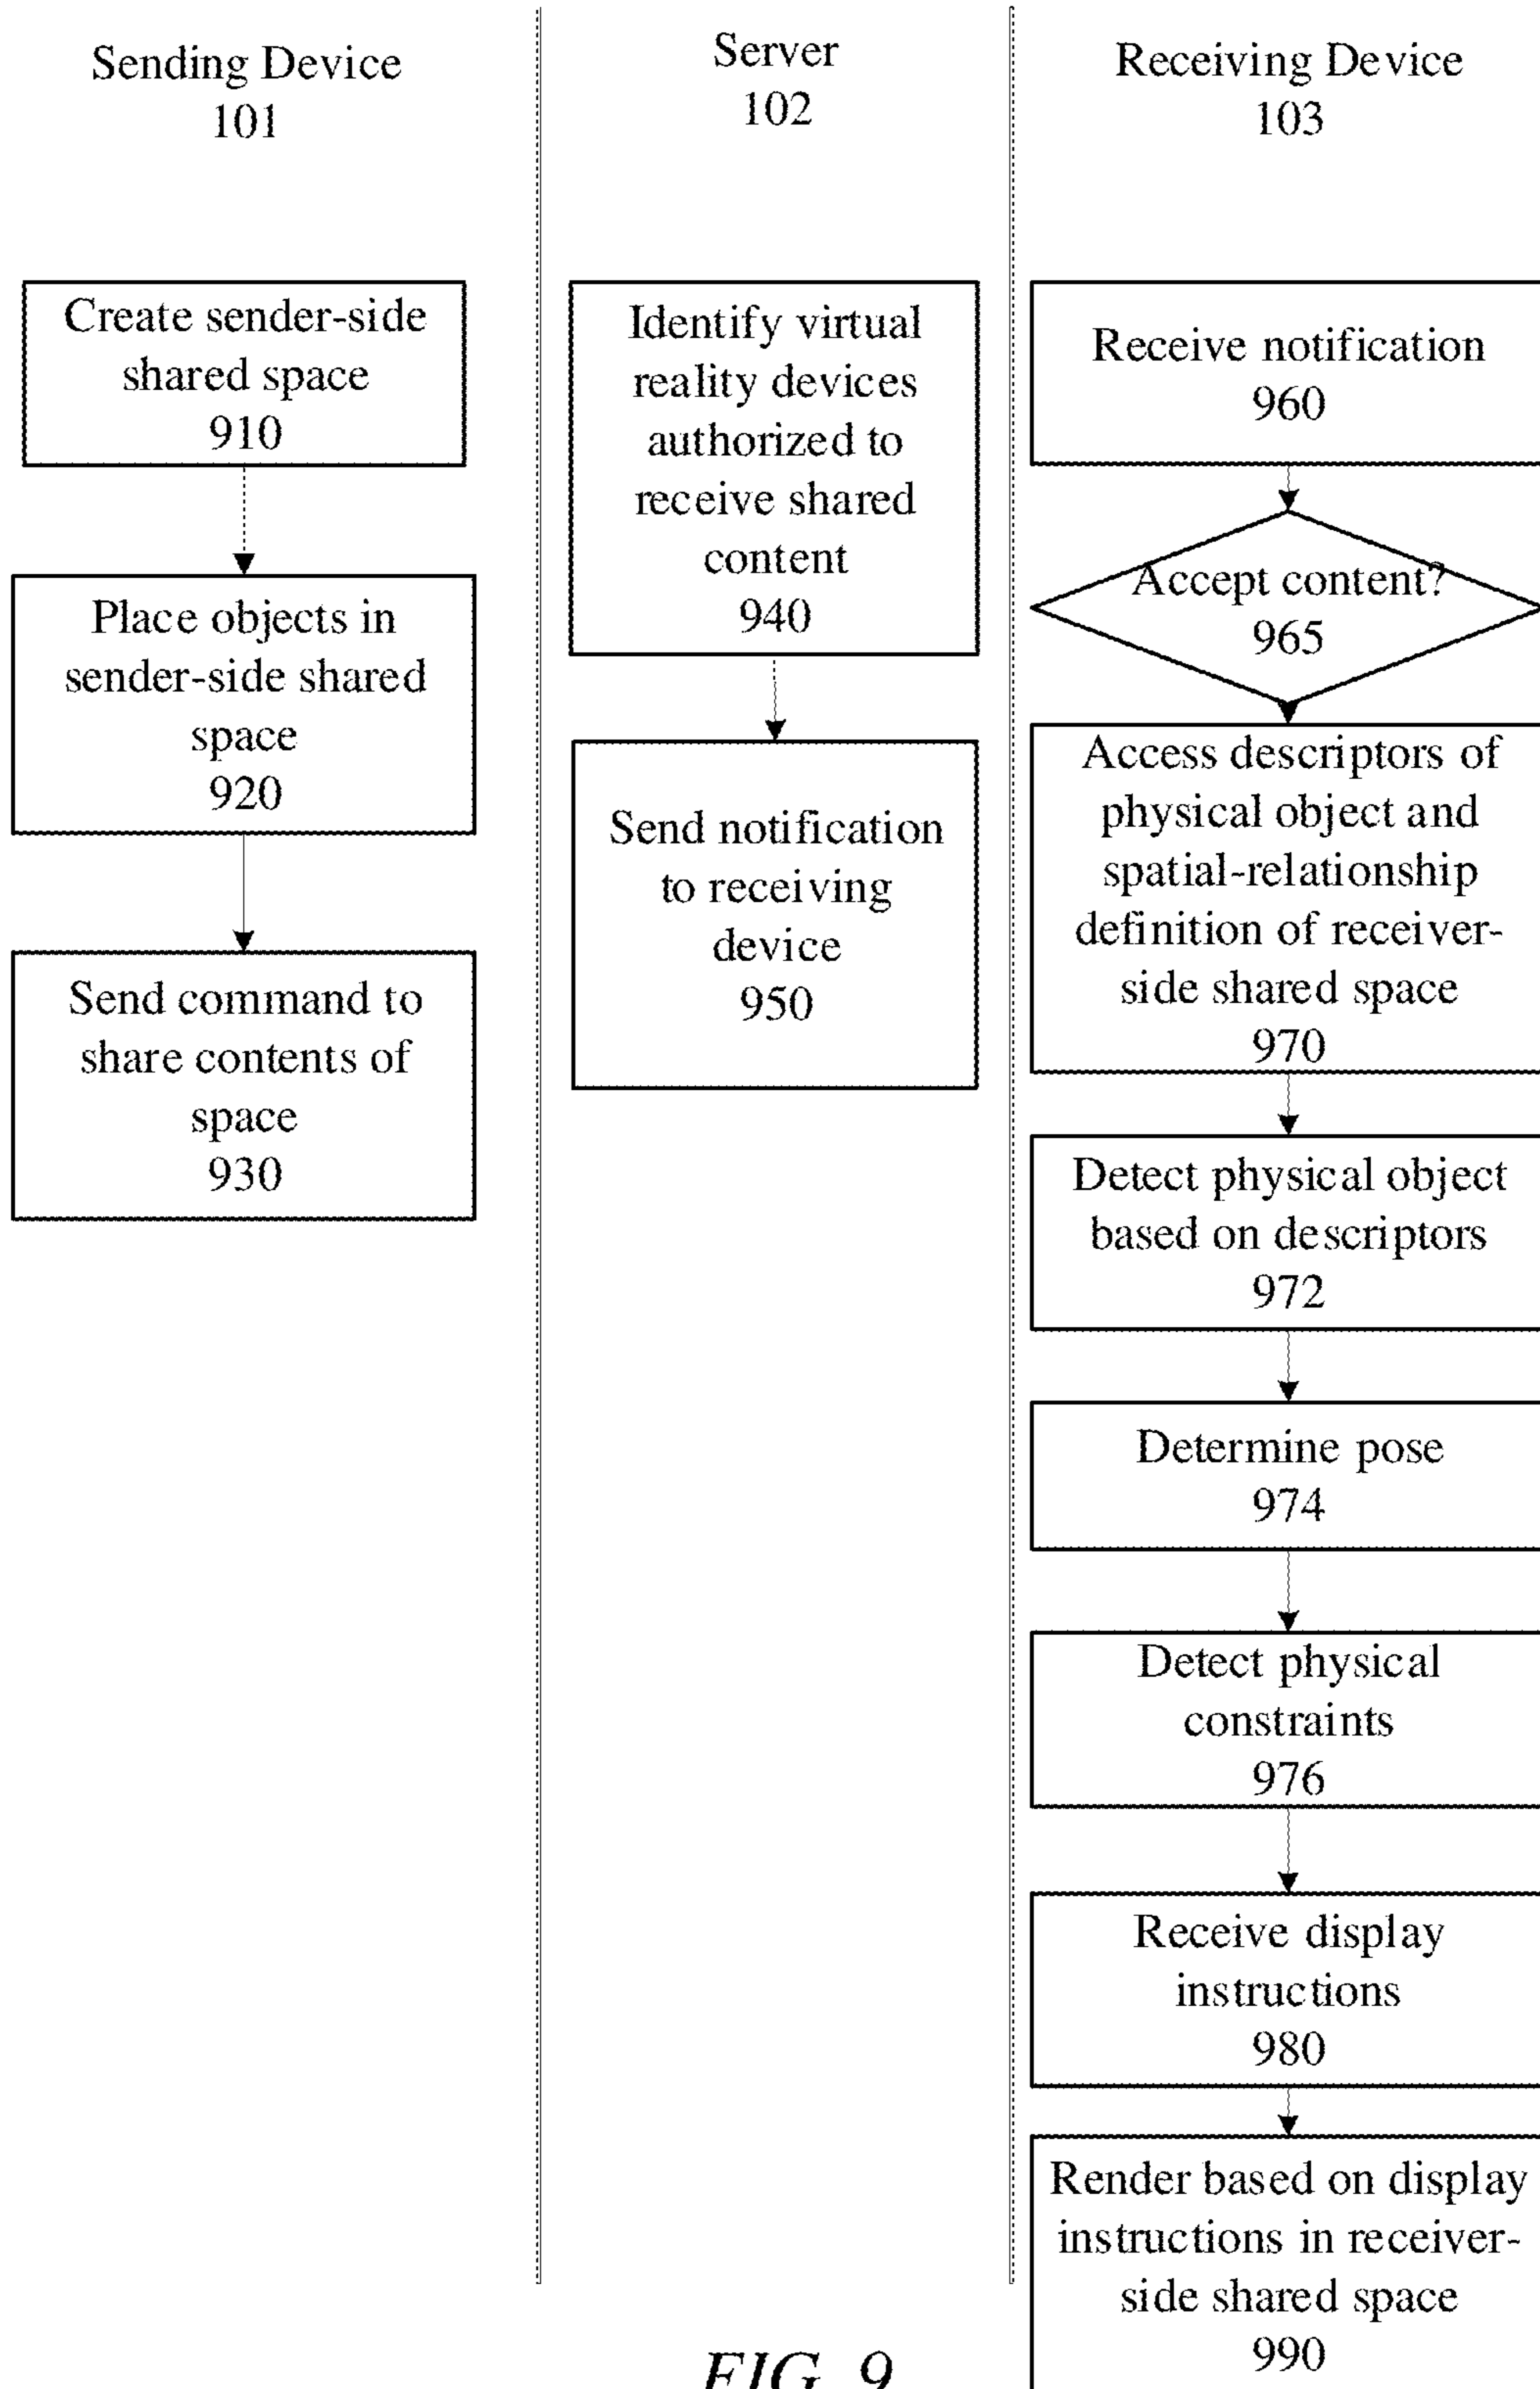 Sending Device
101
Server
102
Receiving Device
103
Create sender-side
shared space
910
Place objects in
sender-side shared
space
920
Send command to
share contents of
space
930
Identify virtual
reality devices
authorized to
receive shared
content
940
Send notification
to receiving
device
950
Receive notification
960
Accept content?
965
Access descriptors of
physical object and
spatial-relationship
definition of receiver-
side shared space
970
Detect physical object
based on descriptors
972
Determine pose
974
Detect physical
constraints
976
Receive display
instructions
980
Render based on display
instructions in receiver-
side shared space
990
FIG. 9